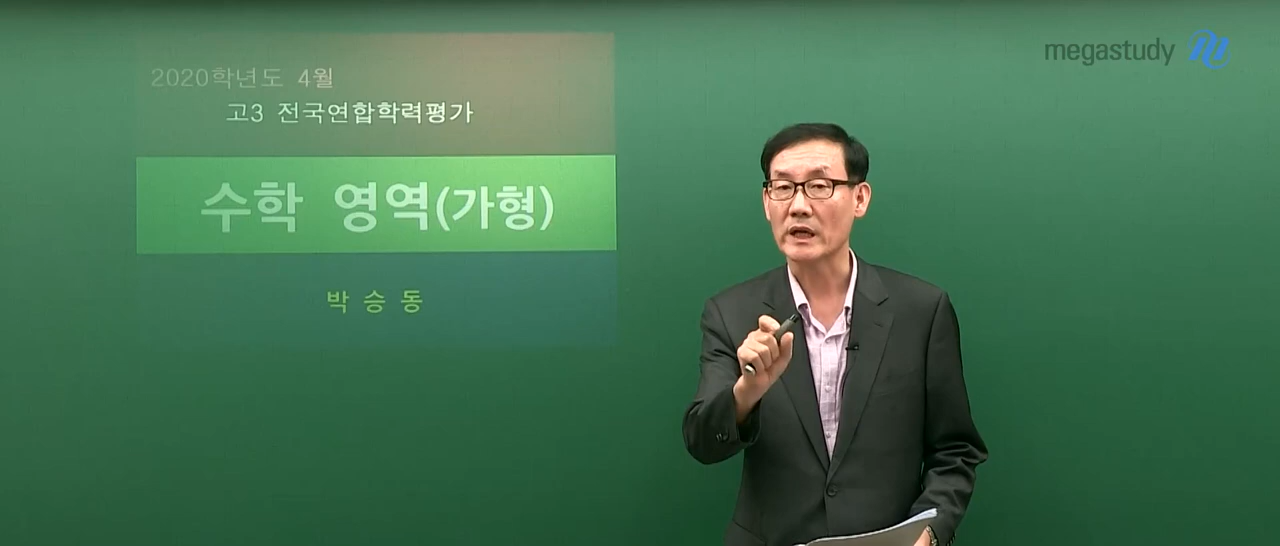 megastudy
2020학년도 4월
고3 전국연합학력평가
수학 영역(가형)
박승동